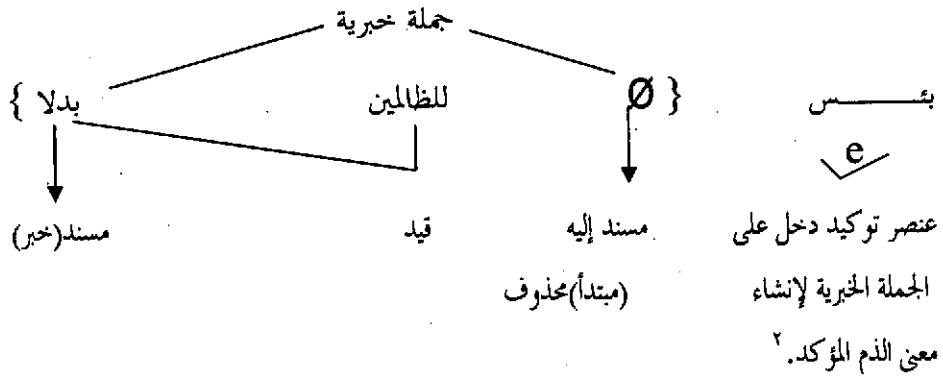 جملة خبرية
بئــــــس { Ø للظالمين بدلا }
e
عنصر توكيد دخل على مسند إليه قيد مسند(خبر)
الجملة الخبرية لإنشاء (مبتدأ)محذوف
معنى الذم المؤكد.٢